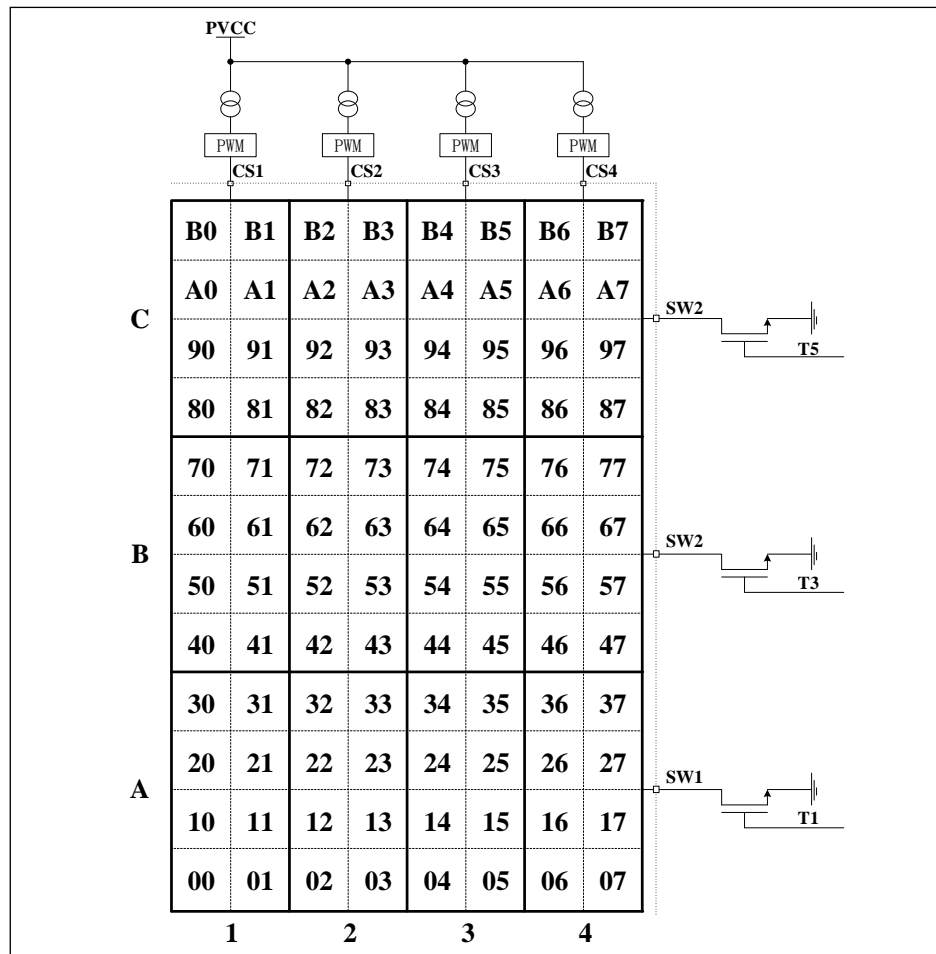 PVCC
PWM PWM PWM PWM
CS1 CS2 CS3 CS4
B0 B1 B2 B3 B4 B5 B6 B7
A0 A1 A2 A3 A4 A5 A6 A7
C SW2
90 91 92 93 94 95 96 97 T5
80 81 82 83 84 85 86 87
70 71 72 73 74 75 76 77
60 61 62 63 64 65 66 67
B SW2
50 51 52 53 54 55 56 57 T3
40 41 42 43 44 45 46 47
30 31 32 33 34 35 36 37
20 21 22 23 24 25 26 27
A SW1
10 11 12 13 14 15 16 17 T1
00 01 02 03 04 05 06 07
1 2 3 4